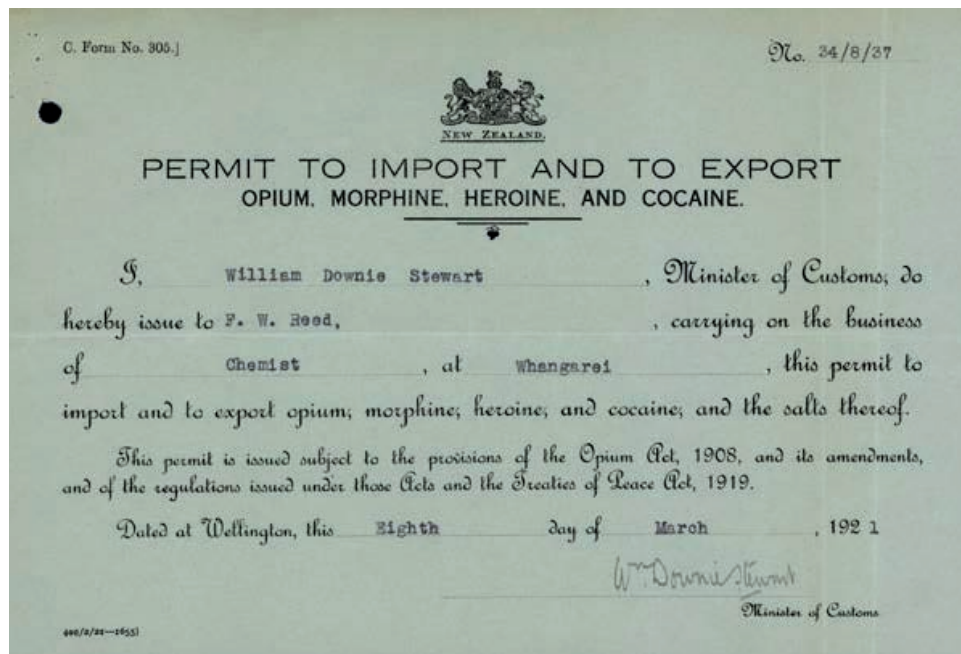 C. Form No. 305.]
No. 34/8/37
NEW ZEALAND.
PERMIT TO IMPORT AND TO EXPORT
OPIUM, MORPHINE, HEROINE, AND COCAINE.
I, William Downie Stewart , Minister of Customs, do
hereby issue to F. W. Reed, , carrying on the business
of Chemist , at Whangarei , this permit to
import and to export opium, morphine, heroine, and cocaine, and the salts thereof.
This permit is issued subject to the provisions of the Opium Act, 1908, and its amendments,
and of the regulations issued under those Acts and the Treaties of Peace Act, 1919.
Dated at Wellington, this Eighth day of March , 1921
Wm Downie Stewart
Minister of Customs